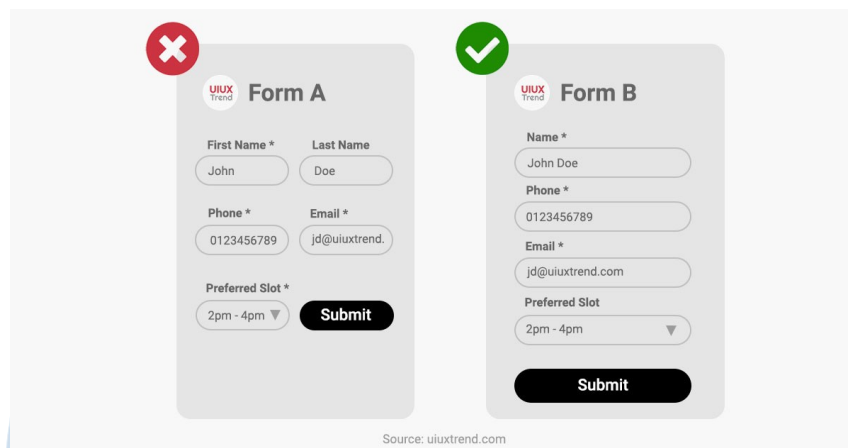 UIUX
Trend
Form A
First Name *
Last Name
John
Doe
Phone *
Email *
0123456789
jd@uiuxtrend.
Preferred Slot *
2pm - 4pm
Submit
UIUX
Trend
Form B
Name *
John Doe
Phone *
0123456789
Email *
jd@uiuxtrend.com
Preferred Slot
2pm - 4pm
Submit
Source: uiuxtrend.com